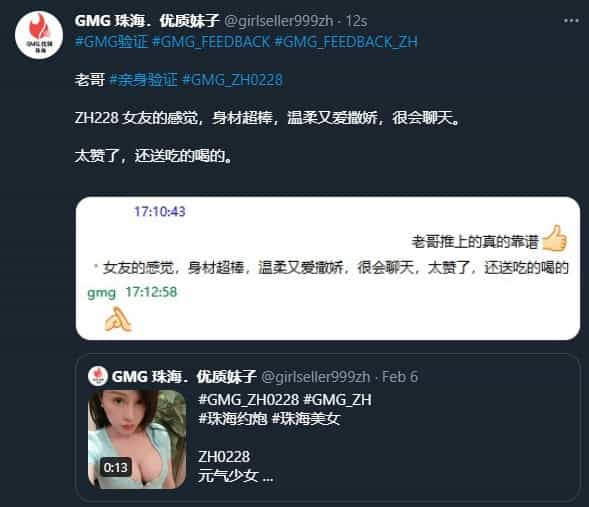 GMG 优质
珠海
GMG 珠海．优质妹子 @girlseller999zh · 12s
#GMG验证 #GMG_FEEDBACK #GMG_FEEDBACK_ZH
老哥 #亲身验证 #GMG_ZH0228
ZH228 女友的感觉，身材超棒，温柔又爱撒娇，很会聊天。
太赞了，还送吃的喝的。
17:10:43
老哥推上的真的靠谱👍
女友的感觉，身材超棒，温柔又爱撒娇，很会聊天，太赞了，还送吃的喝的
gmg 17:12:58
GMG 珠海．优质妹子 @girlseller999zh · Feb 6
#GMG_ZH0228 #GMG_ZH
#珠海约炮 #珠海美女
ZH0228
元气少女 ...
0:13